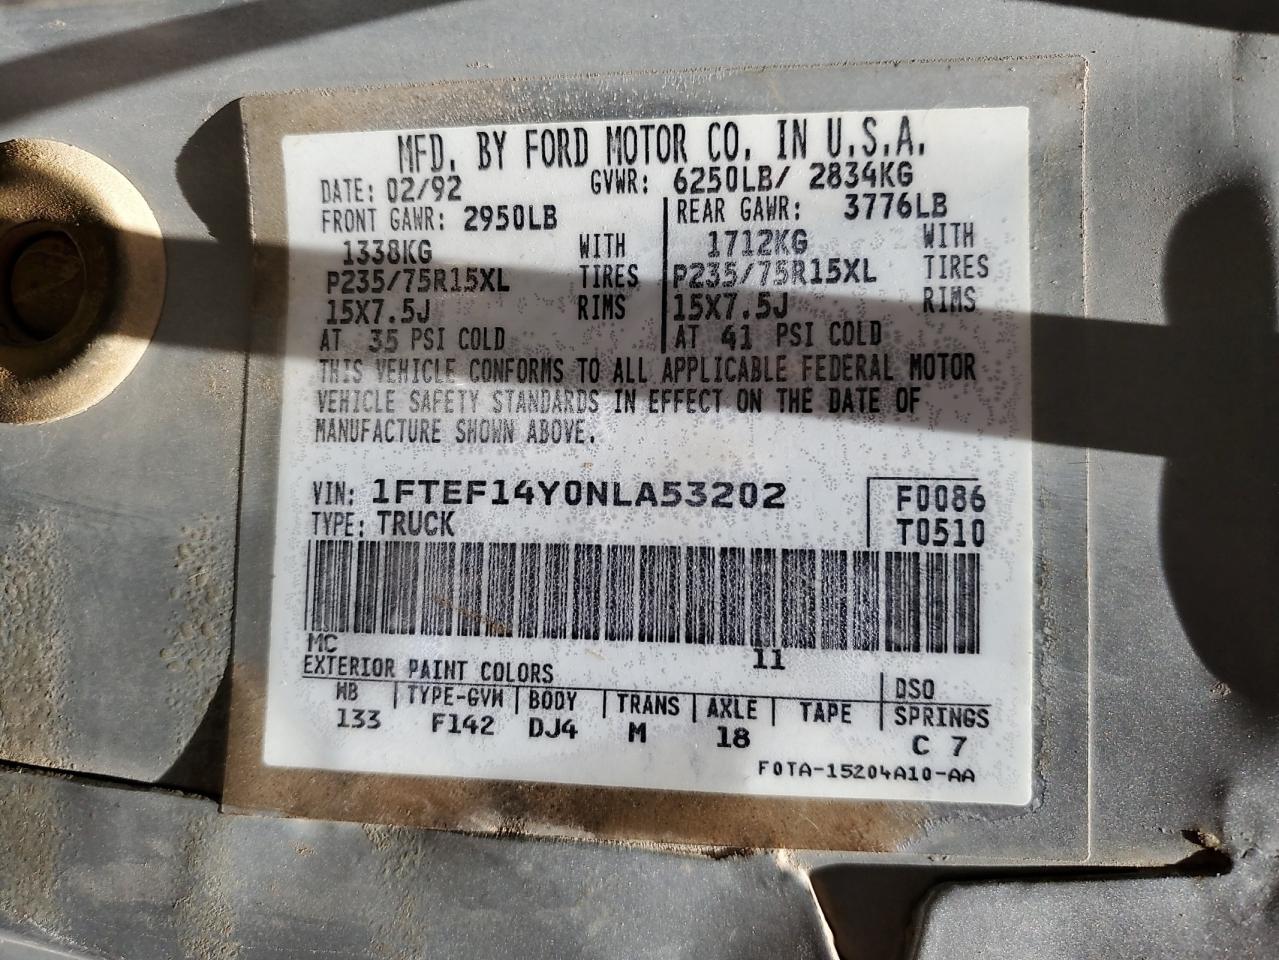 MFD. BY FORD MOTOR CO. IN U.S.A.
DATE: 02/92 GVWR: 6250LB/ 2834KG
FRONT GAWR: 2950LB REAR GAWR: 3776LB
1338KG WITH 1712KG WITH
P235/75R15XL TIRES P235/75R15XL TIRES
15X7.5J RIMS 15X7.5J RIMS
AT 35 PSI COLD AT 41 PSI COLD
THIS VEHICLE CONFORMS TO ALL APPLICABLE FEDERAL MOTOR
VEHICLE SAFETY STANDARDS IN EFFECT ON THE DATE OF
MANUFACTURE SHOWN ABOVE.
VIN: 1FTEF14Y0NLA53202 F0086
TYPE: TRUCK T0510
MC 11
EXTERIOR PAINT COLORS DSO
WB TYPE-GVW BODY TRANS AXLE TAPE SPRINGS
133 F142 DJ4 M 18 C 7
F0TA-15204A10-AA